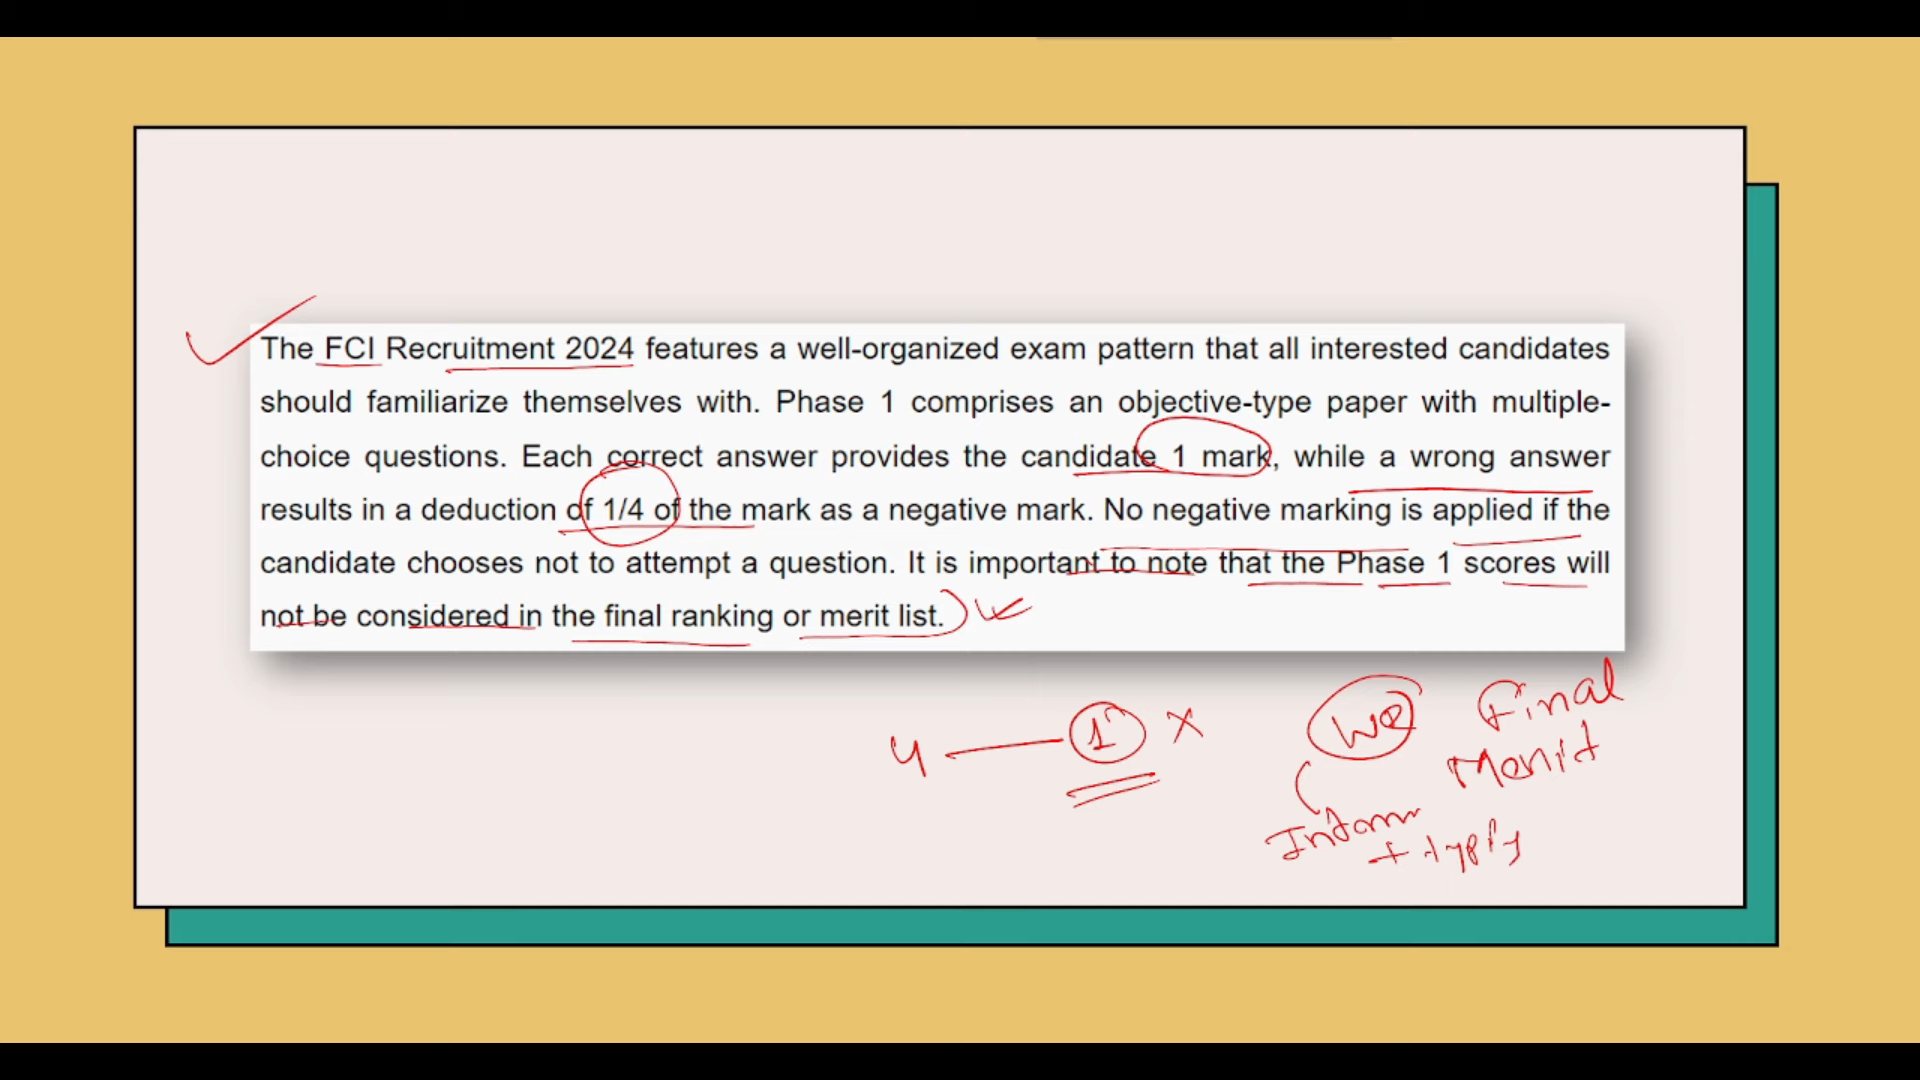 The FCI Recruitment 2024 features a well-organized exam pattern that all interested candidates
should familiarize themselves with. Phase 1 comprises an objective-type paper with multiple-
choice questions. Each correct answer provides the candidate 1 mark, while a wrong answer
results in a deduction of 1/4 of the mark as a negative mark. No negative marking is applied if the
candidate chooses not to attempt a question. It is important to note that the Phase 1 scores will
not be considered in the final ranking or merit list.
4 — 1 X
Final
Merit